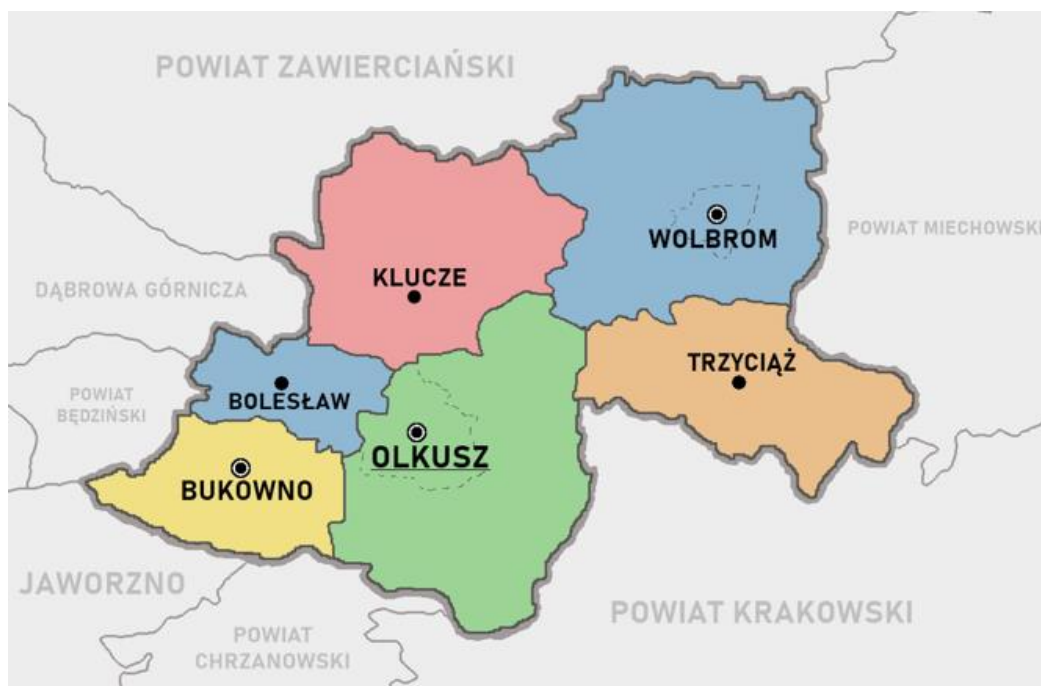 POWIAT ZAWIERCIAŃSKI
WOLBROM
POWIAT MIECHOWSKI
KLUCZE
DĄBROWA GÓRNICZA
TRZYCIĄŻ
POWIAT
BĘDZIŃSKI
BOLESŁAW
OLKUSZ
BUKOWNO
JAWORZNO
POWIAT KRAKOWSKI
POWIAT
CHRZANOWSKI